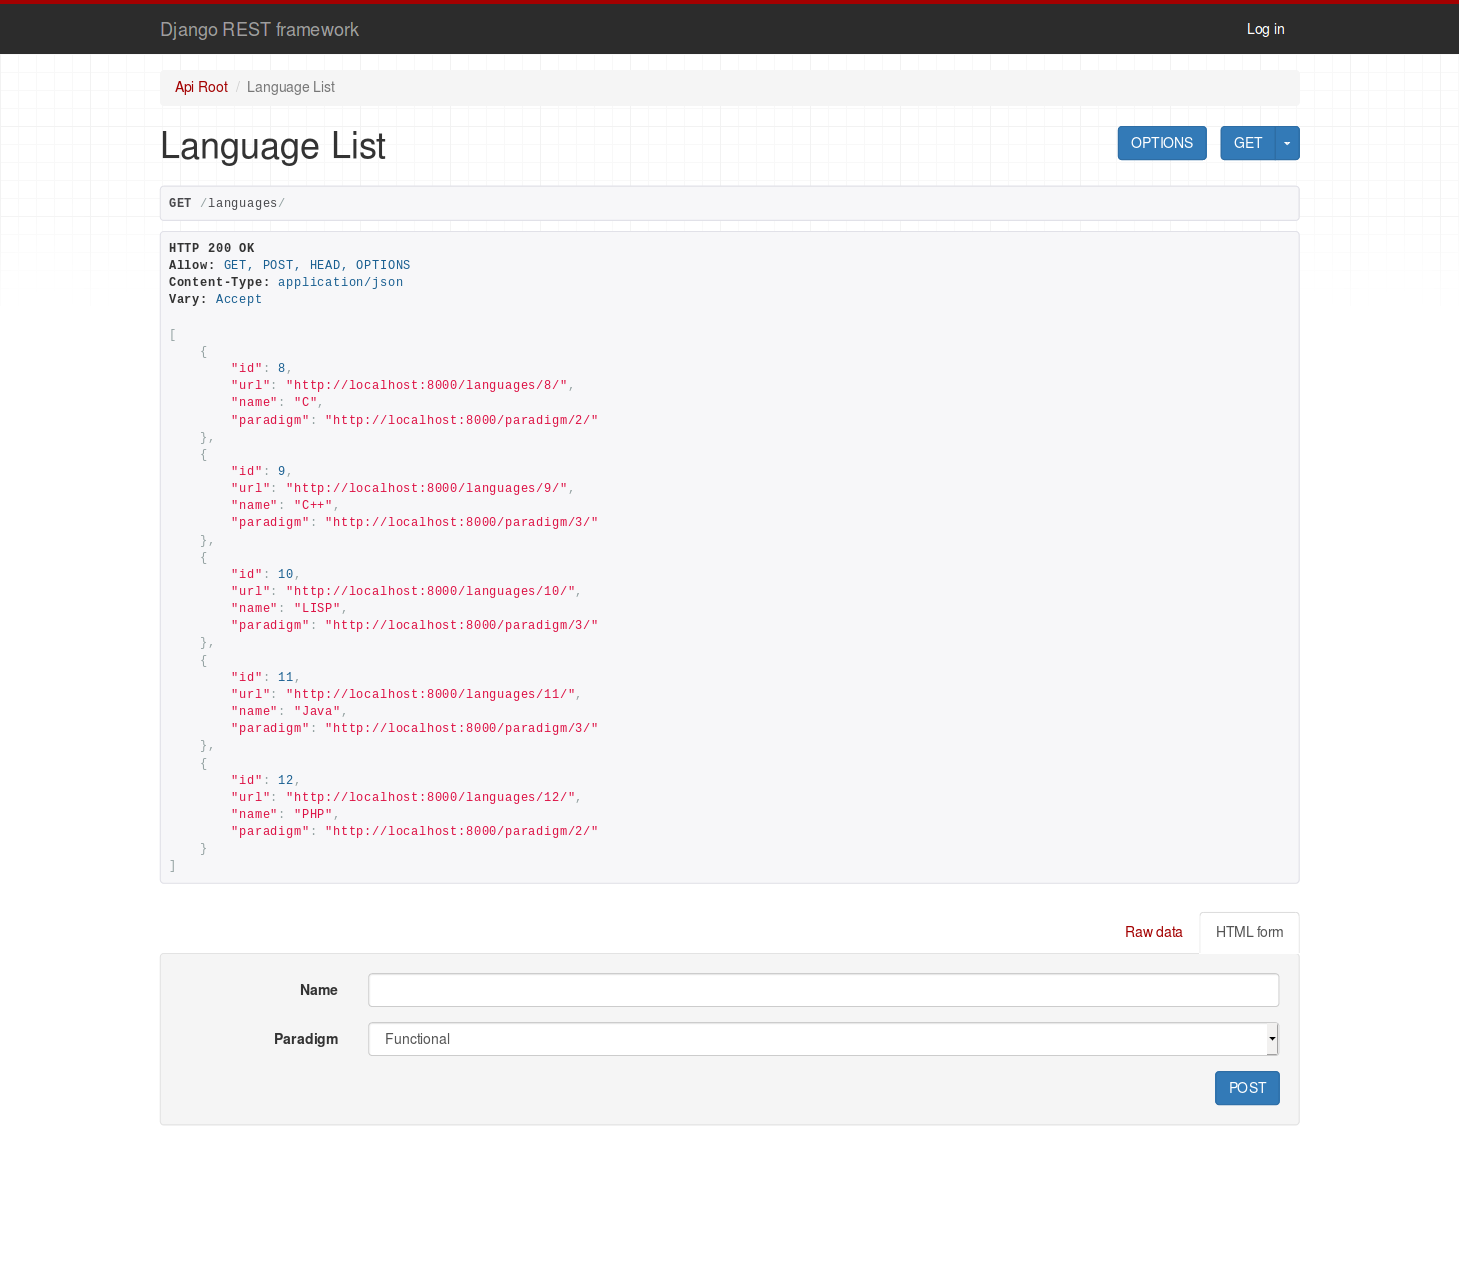 Django REST framework
Log in
Api Root / Language List
Language List
OPTIONS
GET
GET /languages/
HTTP 200 OK
Allow: GET, POST, HEAD, OPTIONS
Content-Type: application/json
Vary: Accept
[
    {
        "id": 8,
        "url": "http://localhost:8000/languages/8/",
        "name": "C",
        "paradigm": "http://localhost:8000/paradigm/2/"
    },
    {
        "id": 9,
        "url": "http://localhost:8000/languages/9/",
        "name": "C++",
        "paradigm": "http://localhost:8000/paradigm/3/"
    },
    {
        "id": 10,
        "url": "http://localhost:8000/languages/10/",
        "name": "LISP",
        "paradigm": "http://localhost:8000/paradigm/3/"
    },
    {
        "id": 11,
        "url": "http://localhost:8000/languages/11/",
        "name": "Java",
        "paradigm": "http://localhost:8000/paradigm/3/"
    },
    {
        "id": 12,
        "url": "http://localhost:8000/languages/12/",
        "name": "PHP",
        "paradigm": "http://localhost:8000/paradigm/2/"
    }
]
Raw data
HTML form
Name
Paradigm
Functional
POST